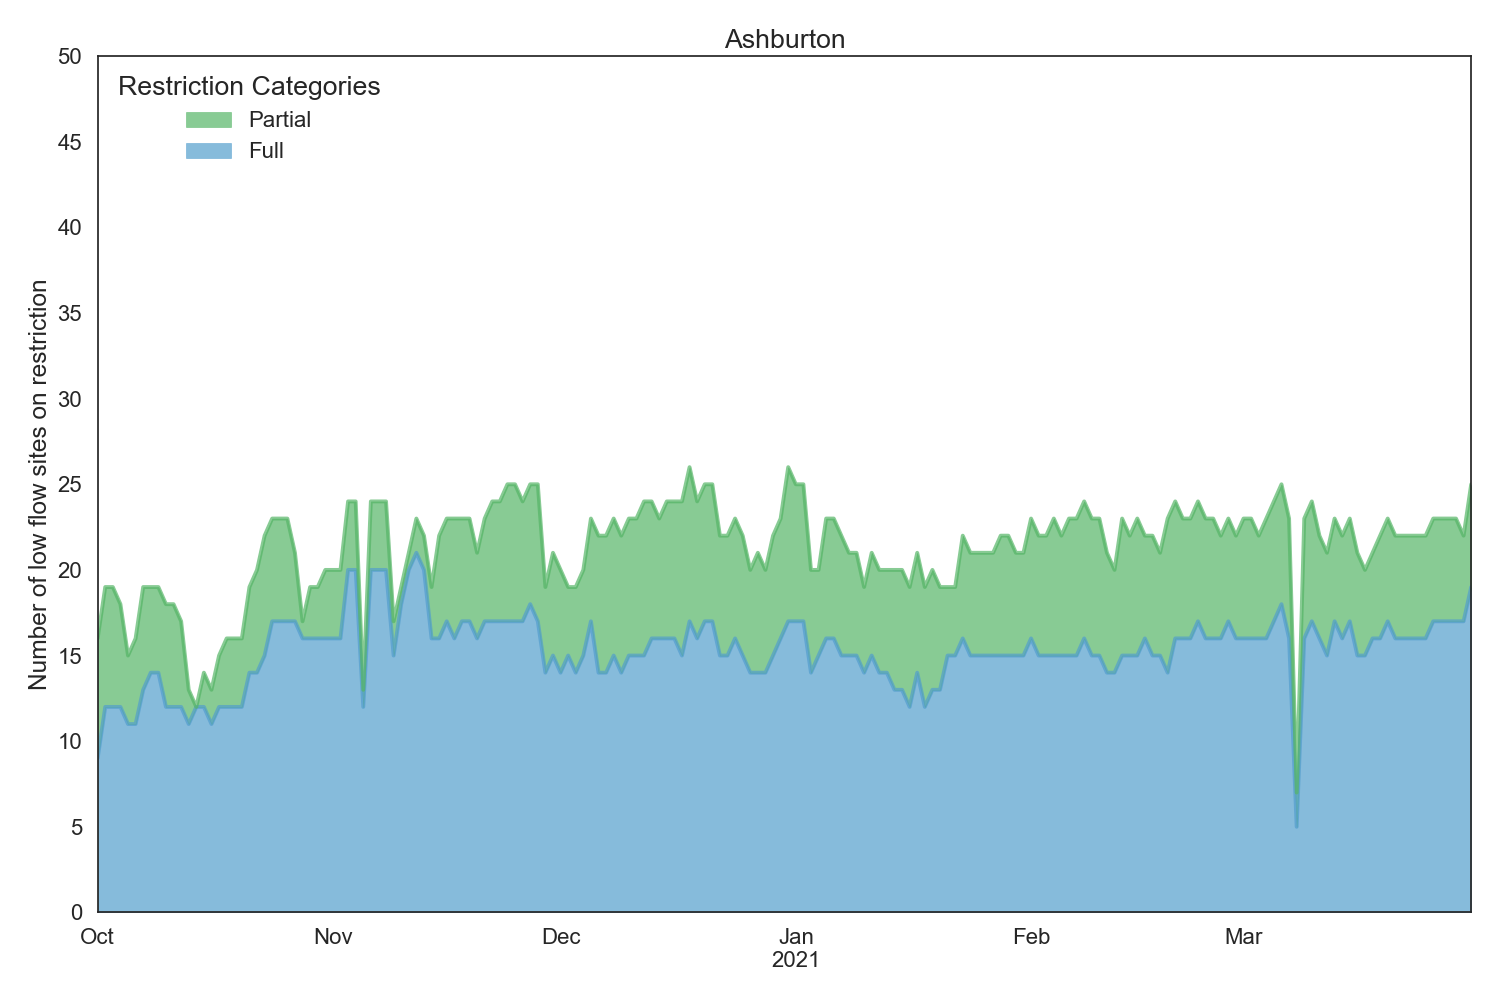 Ashburton
Restriction Categories
Partial
Full
Number of low flow sites on restriction
50
45
40
35
30
25
20
15
10
5
0
Oct
Nov
Dec
Jan
2021
Feb
Mar